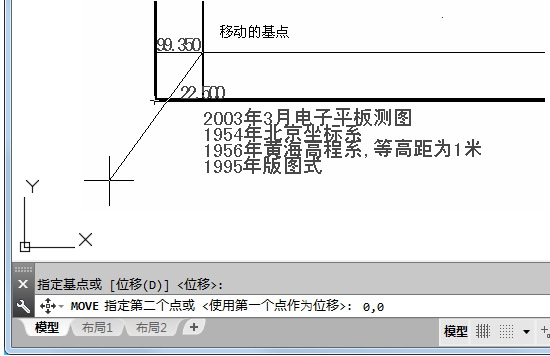 移动的基点
99.350
22.500
2003年3月电子平板测图
1954年北京坐标系
1956年黄海高程系,等高距为1米
1995年版图式
Y
X
指定基点或 [位移(D)] <位移>:
MOVE 指定第二个点或 <使用第一个点作为位移>: 0,0
模型 布局1 布局2 +
模型